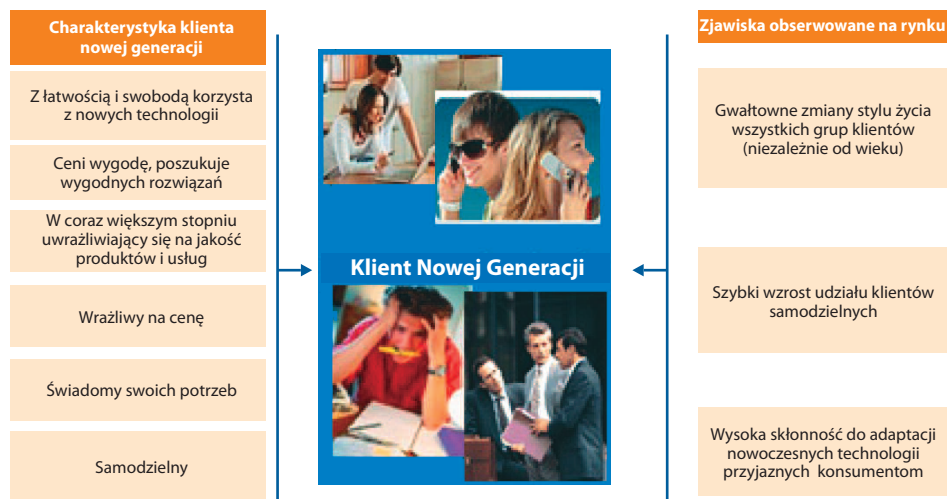 Charakterystyka klienta
nowej generacji
Z łatwością i swobodą korzysta
z nowych technologii
Ceni wygodę, poszukuje
wygodnych rozwiązań
W coraz większym stopniu
uwrażliwiający się na jakość
produktów i usług
Wrażliwy na cenę
Świadomy swoich potrzeb
Samodzielny
Klient Nowej Generacji
Zjawiska obserwowane na rynku
Gwałtowne zmiany stylu życia
wszystkich grup klientów
(niezależnie od wieku)
Szybki wzrost udziału klientów
samodzielnych
Wysoka skłonność do adaptacji
nowoczesnych technologii
przyjaznych konsumentom